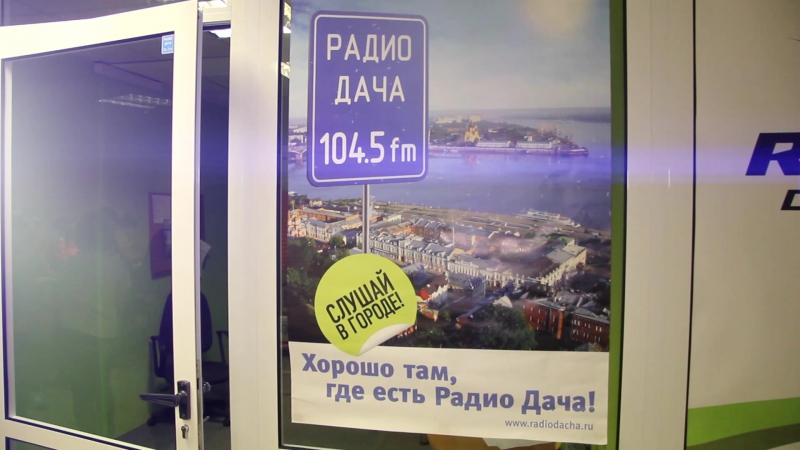 РАДИО
ДАЧА
104.5 fm
СЛУШАЙ
В ГОРОДЕ!
Хорошо там,
где есть Радио Дача!
www.radiodacha.ru